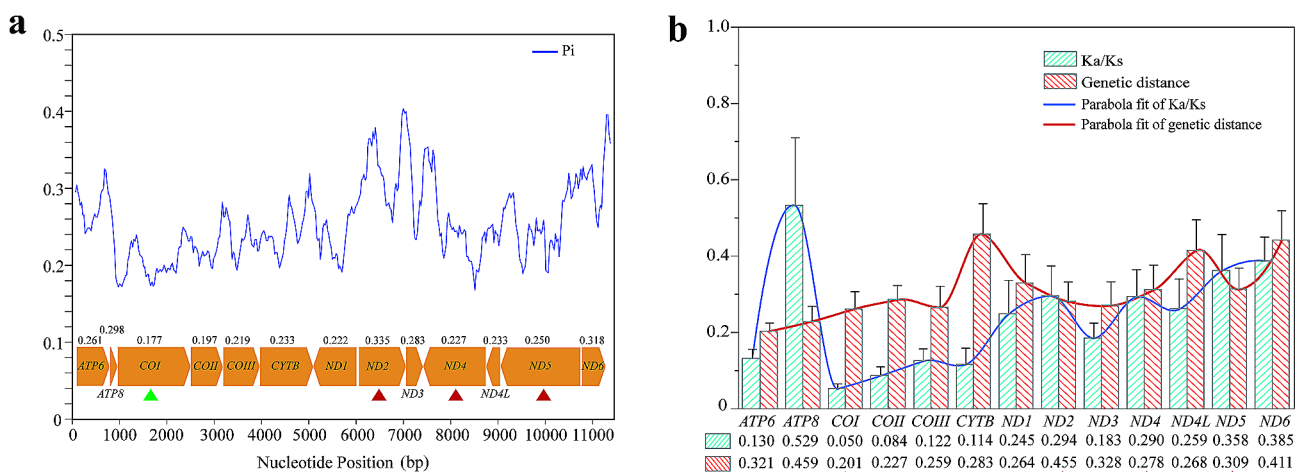 a
0.5
0.4
0.3
0.2
0.1
0
Pi
0.261 0.298 0.177 0.197 0.219 0.233 0.222 0.335 0.283 0.227 0.233 0.250 0.318
ATP6 COI COII COIII CYTB ND1 ND2 ND4 ND5 ND6
ATP8 ND3 ND4L
0 1000 2000 3000 4000 5000 6000 7000 8000 9000 10000 11000
Nucleotide Position (bp)
b
1.0
0.8
0.6
0.4
0.2
0
Ka/Ks
Genetic distance
Parabola fit of Ka/Ks
Parabola fit of genetic distance
ATP6 ATP8 COI COII COIII CYTB ND1 ND2 ND3 ND4 ND4L ND5 ND6
0.130 0.529 0.050 0.084 0.122 0.114 0.245 0.294 0.183 0.290 0.259 0.358 0.385
0.321 0.459 0.201 0.227 0.259 0.283 0.264 0.455 0.328 0.278 0.268 0.309 0.411